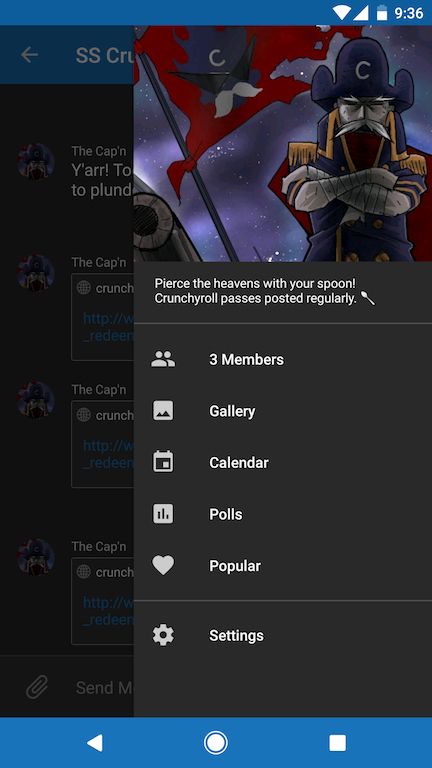 9:36
SS Cru
C
C
The Cap'n
Y'arr! To
to plund
The Cap'n
crunch
http://w
_redeen
The Cap'n
crunch
http://w
_redeen
The Cap'n
crunch
http://w
_redeen
Send M
Pierce the heavens with your spoon!
Crunchyroll passes posted regularly.
3 Members
Gallery
Calendar
Polls
Popular
Settings